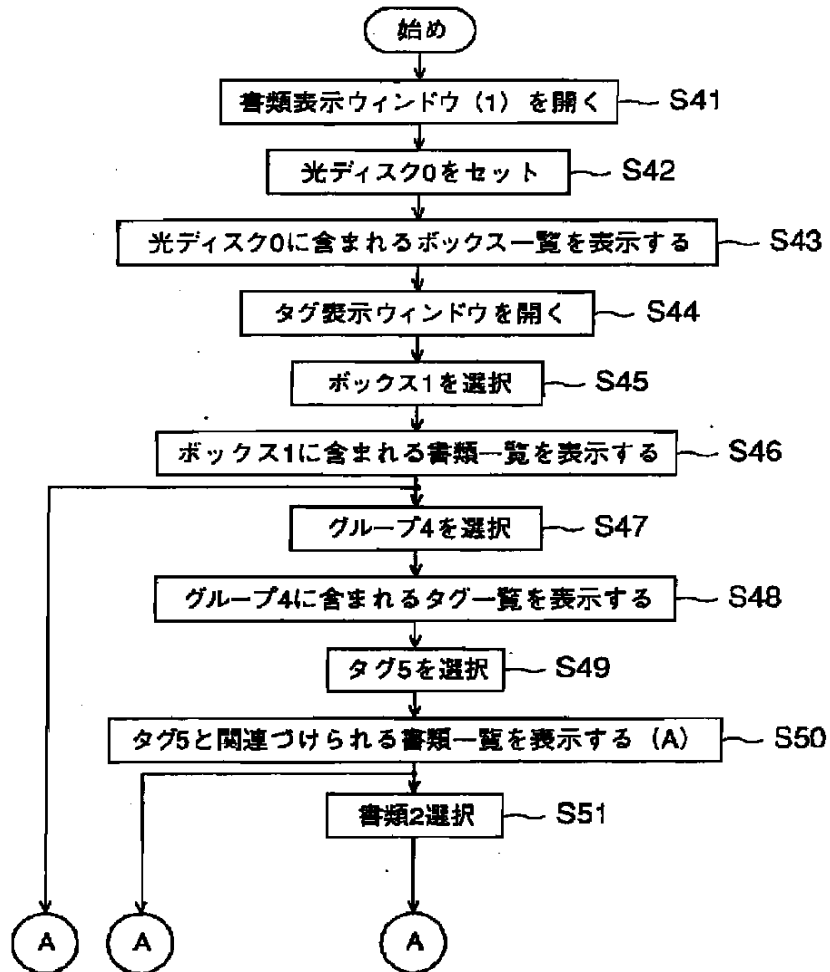 始め
書類表示ウィンドウ（1）を開く S41
光ディスク0をセット S42
光ディスク0に含まれるボックス一覧を表示する S43
タグ表示ウィンドウを開く S44
ボックス1を選択 S45
ボックス1に含まれる書類一覧を表示する S46
グループ4を選択 S47
グループ4に含まれるタグ一覧を表示する S48
タグ5を選択 S49
タグ5と関連づけられる書類一覧を表示する（A） S50
書類2選択 S51
A A A